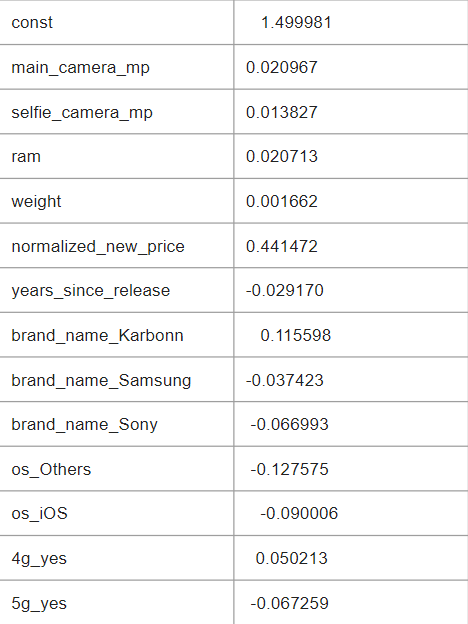 const 1.499981
main_camera_mp 0.020967
selfie_camera_mp 0.013827
ram 0.020713
weight 0.001662
normalized_new_price 0.441472
years_since_release -0.029170
brand_name_Karbonn 0.115598
brand_name_Samsung -0.037423
brand_name_Sony -0.066993
os_Others -0.127575
os_iOS -0.090006
4g_yes 0.050213
5g_yes -0.067259